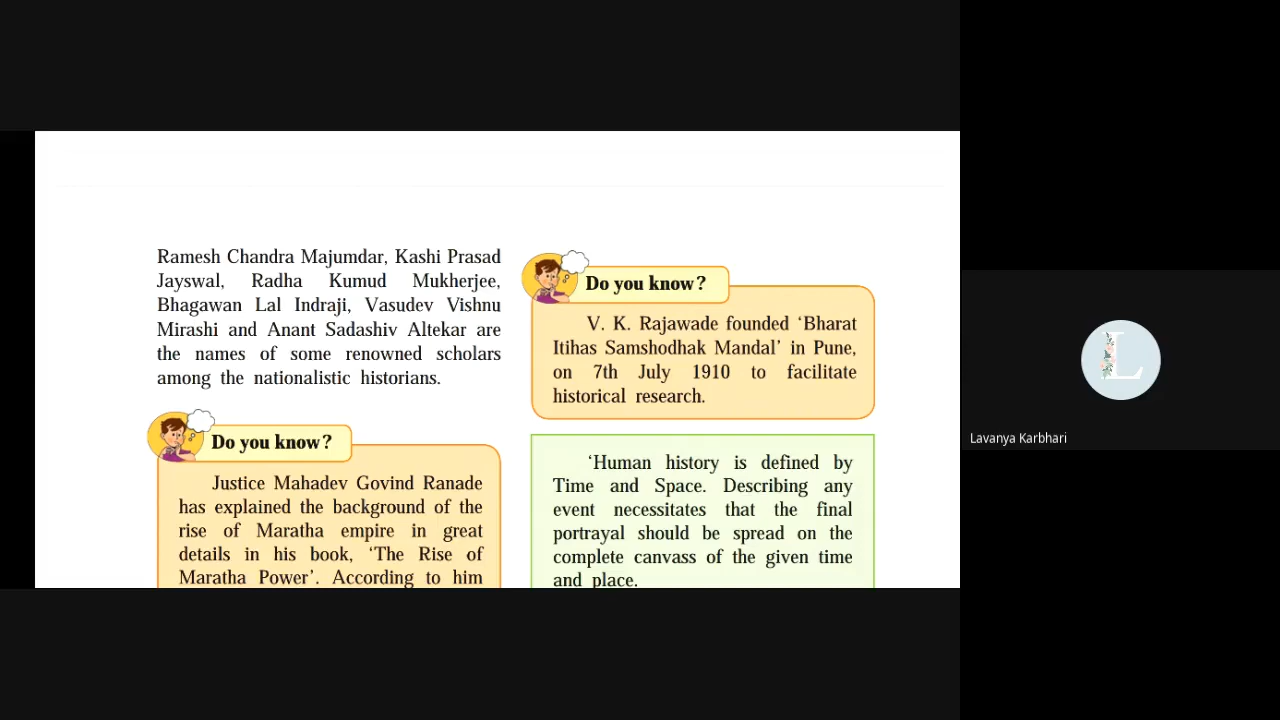 Ramesh Chandra Majumdar, Kashi Prasad
Jayswal, Radha Kumud Mukherjee,
Bhagawan Lal Indraji, Vasudev Vishnu
Mirashi and Anant Sadashiv Altekar are
the names of some renowned scholars
among the nationalistic historians.
Do you know?
Justice Mahadev Govind Ranade
has explained the background of the
rise of Maratha empire in great
details in his book, ‘The Rise of
Maratha Power’. According to him
Do you know?
V. K. Rajawade founded ‘Bharat
Itihas Samshodhak Mandal’ in Pune,
on 7th July 1910 to facilitate
historical research.
‘Human history is defined by
Time and Space. Describing any
event necessitates that the final
portrayal should be spread on the
complete canvass of the given time
and place.
L
Lavanya Karbhari